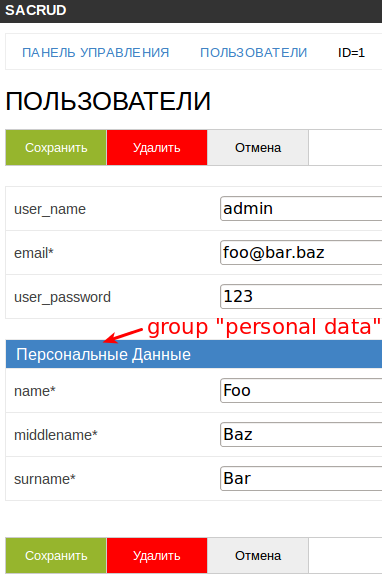 SACRUD
ПАНЕЛЬ УПРАВЛЕНИЯ ПОЛЬЗОВАТЕЛИ ID=1
ПОЛЬЗОВАТЕЛИ
Сохранить Удалить Отмена
user_name admin
email* foo@bar.baz
user_password 123
group "personal data"
Персональные Данные
name* Foo
middlename* Baz
surname* Bar
Сохранить Удалить Отмена